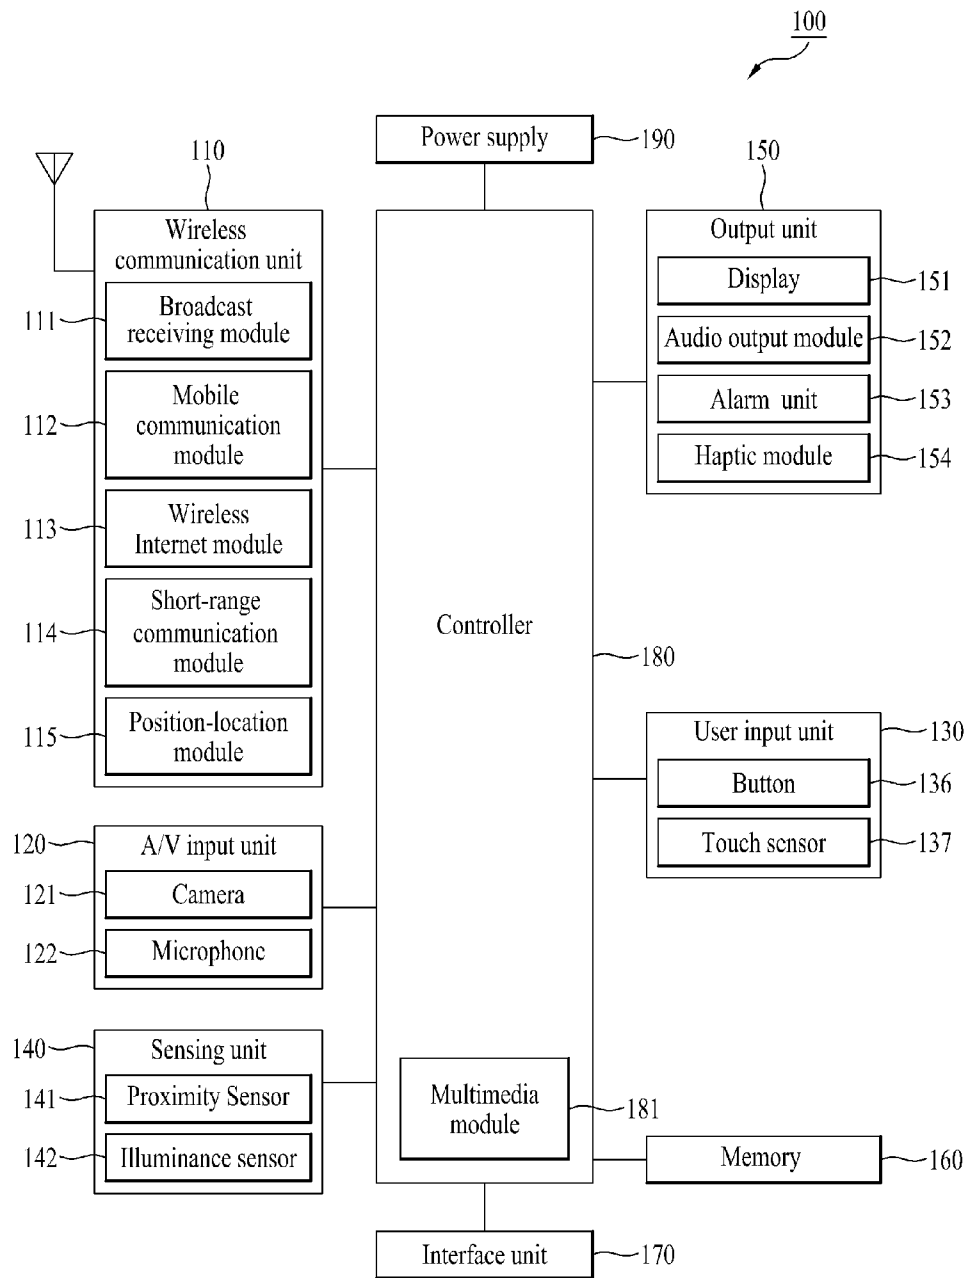 100
Power supply
190
110
Wireless
communication unit
111
Broadcast
receiving module
112
Mobile
communication
module
113
Wireless
Internet module
114
Short-range
communication
module
115
Position-location
module
120
A/V input unit
121
Camera
122
Microphone
140
Sensing unit
141
Proximity Sensor
142
Illuminance sensor
Controller
180
Multimedia
module
181
150
Output unit
Display
151
Audio output module
152
Alarm unit
153
Haptic module
154
User input unit
130
Button
136
Touch sensor
137
Memory
160
Interface unit
170